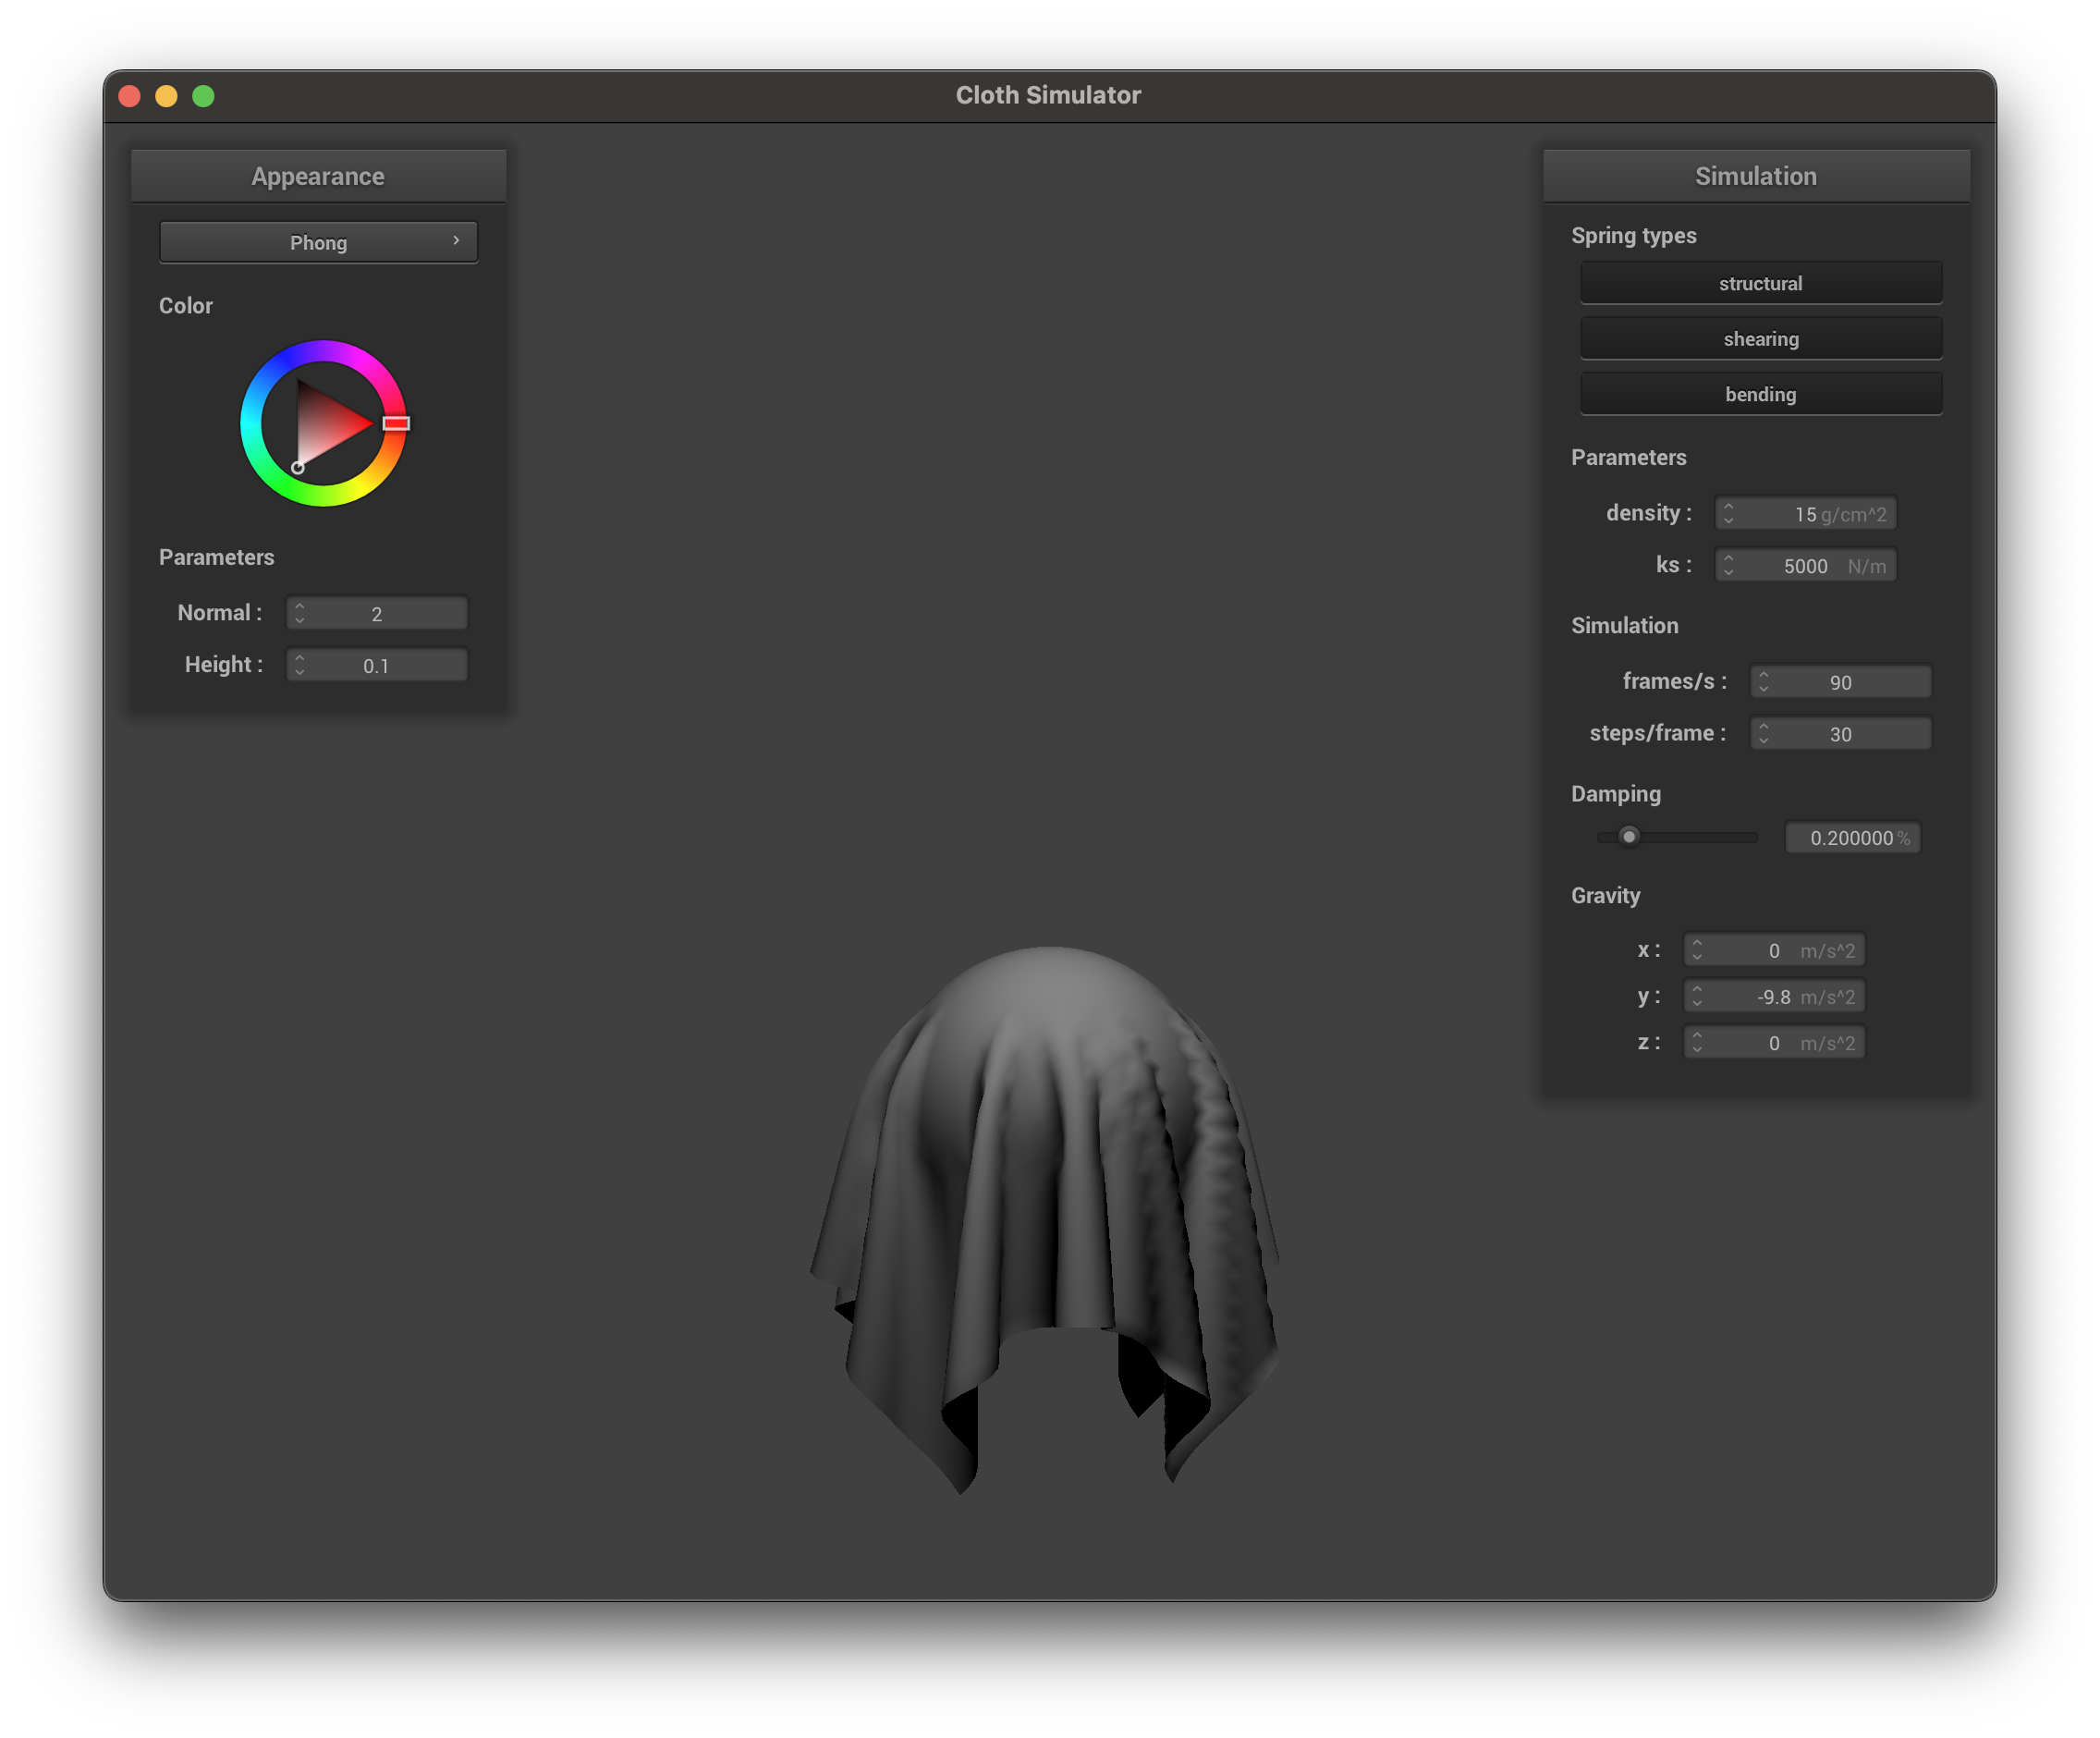 Cloth Simulator
Appearance
Phong
Color
Parameters
Normal : 2
Height : 0.1
Simulation
Spring types
structural
shearing
bending
Parameters
density : 15 g/cm^2
ks : 5000 N/m
Simulation
frames/s : 90
steps/frame : 30
Damping
0.200000 %
Gravity
x : 0 m/s^2
y : -9.8 m/s^2
z : 0 m/s^2